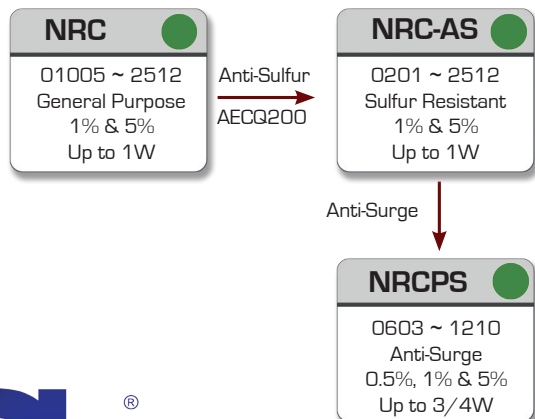 NRC
01005 ~ 2512
General Purpose
1% & 5%
Up to 1W
Anti-Sulfur
AECQ200
NRC-AS
0201 ~ 2512
Sulfur Resistant
1% & 5%
Up to 1W
Anti-Surge
NRCPS
0603 ~ 1210
Anti-Surge
0.5%, 1% & 5%
Up to 3/4W
®